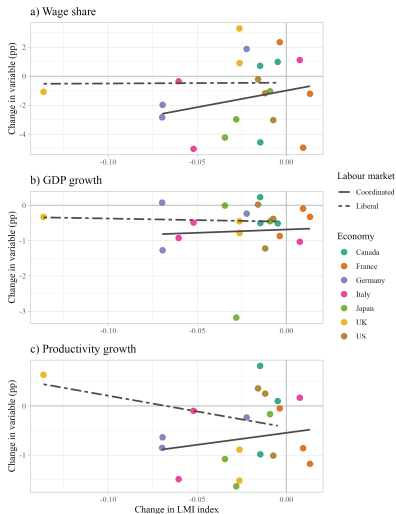 a) Wage share
Change in variable (pp)
2
0
-2
-4
-0.10
-0.05
0.00
b) GDP growth
Change in variable (pp)
0
-1
-2
-3
-0.10
-0.05
0.00
c) Productivity growth
Change in variable (pp)
0
-1
-0.10
-0.05
0.00
Change in LMI index
Labour market
Coordinated
Liberal
Economy
Canada
France
Germany
Italy
Japan
UK
US